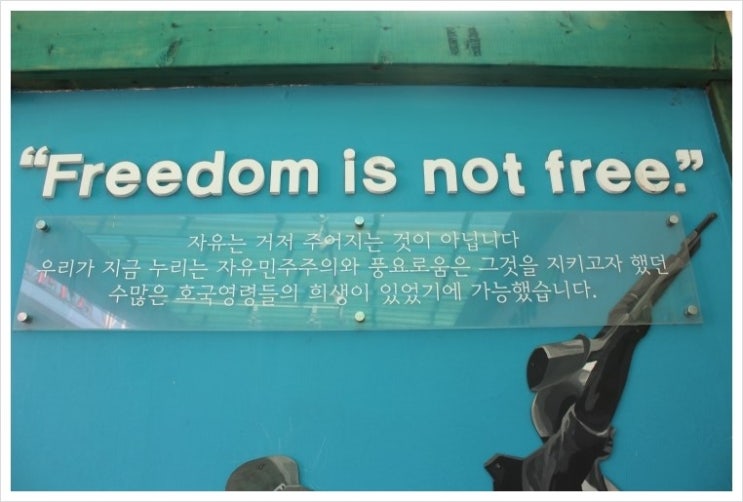 “Freedom is not free.”
자유는 거저 주어지는 것이 아닙니다
우리가 지금 누리는 자유민주주의와 풍요로움은 그것을 지키고자 했던
수많은 호국영령들의 희생이 있었기에 가능했습니다.